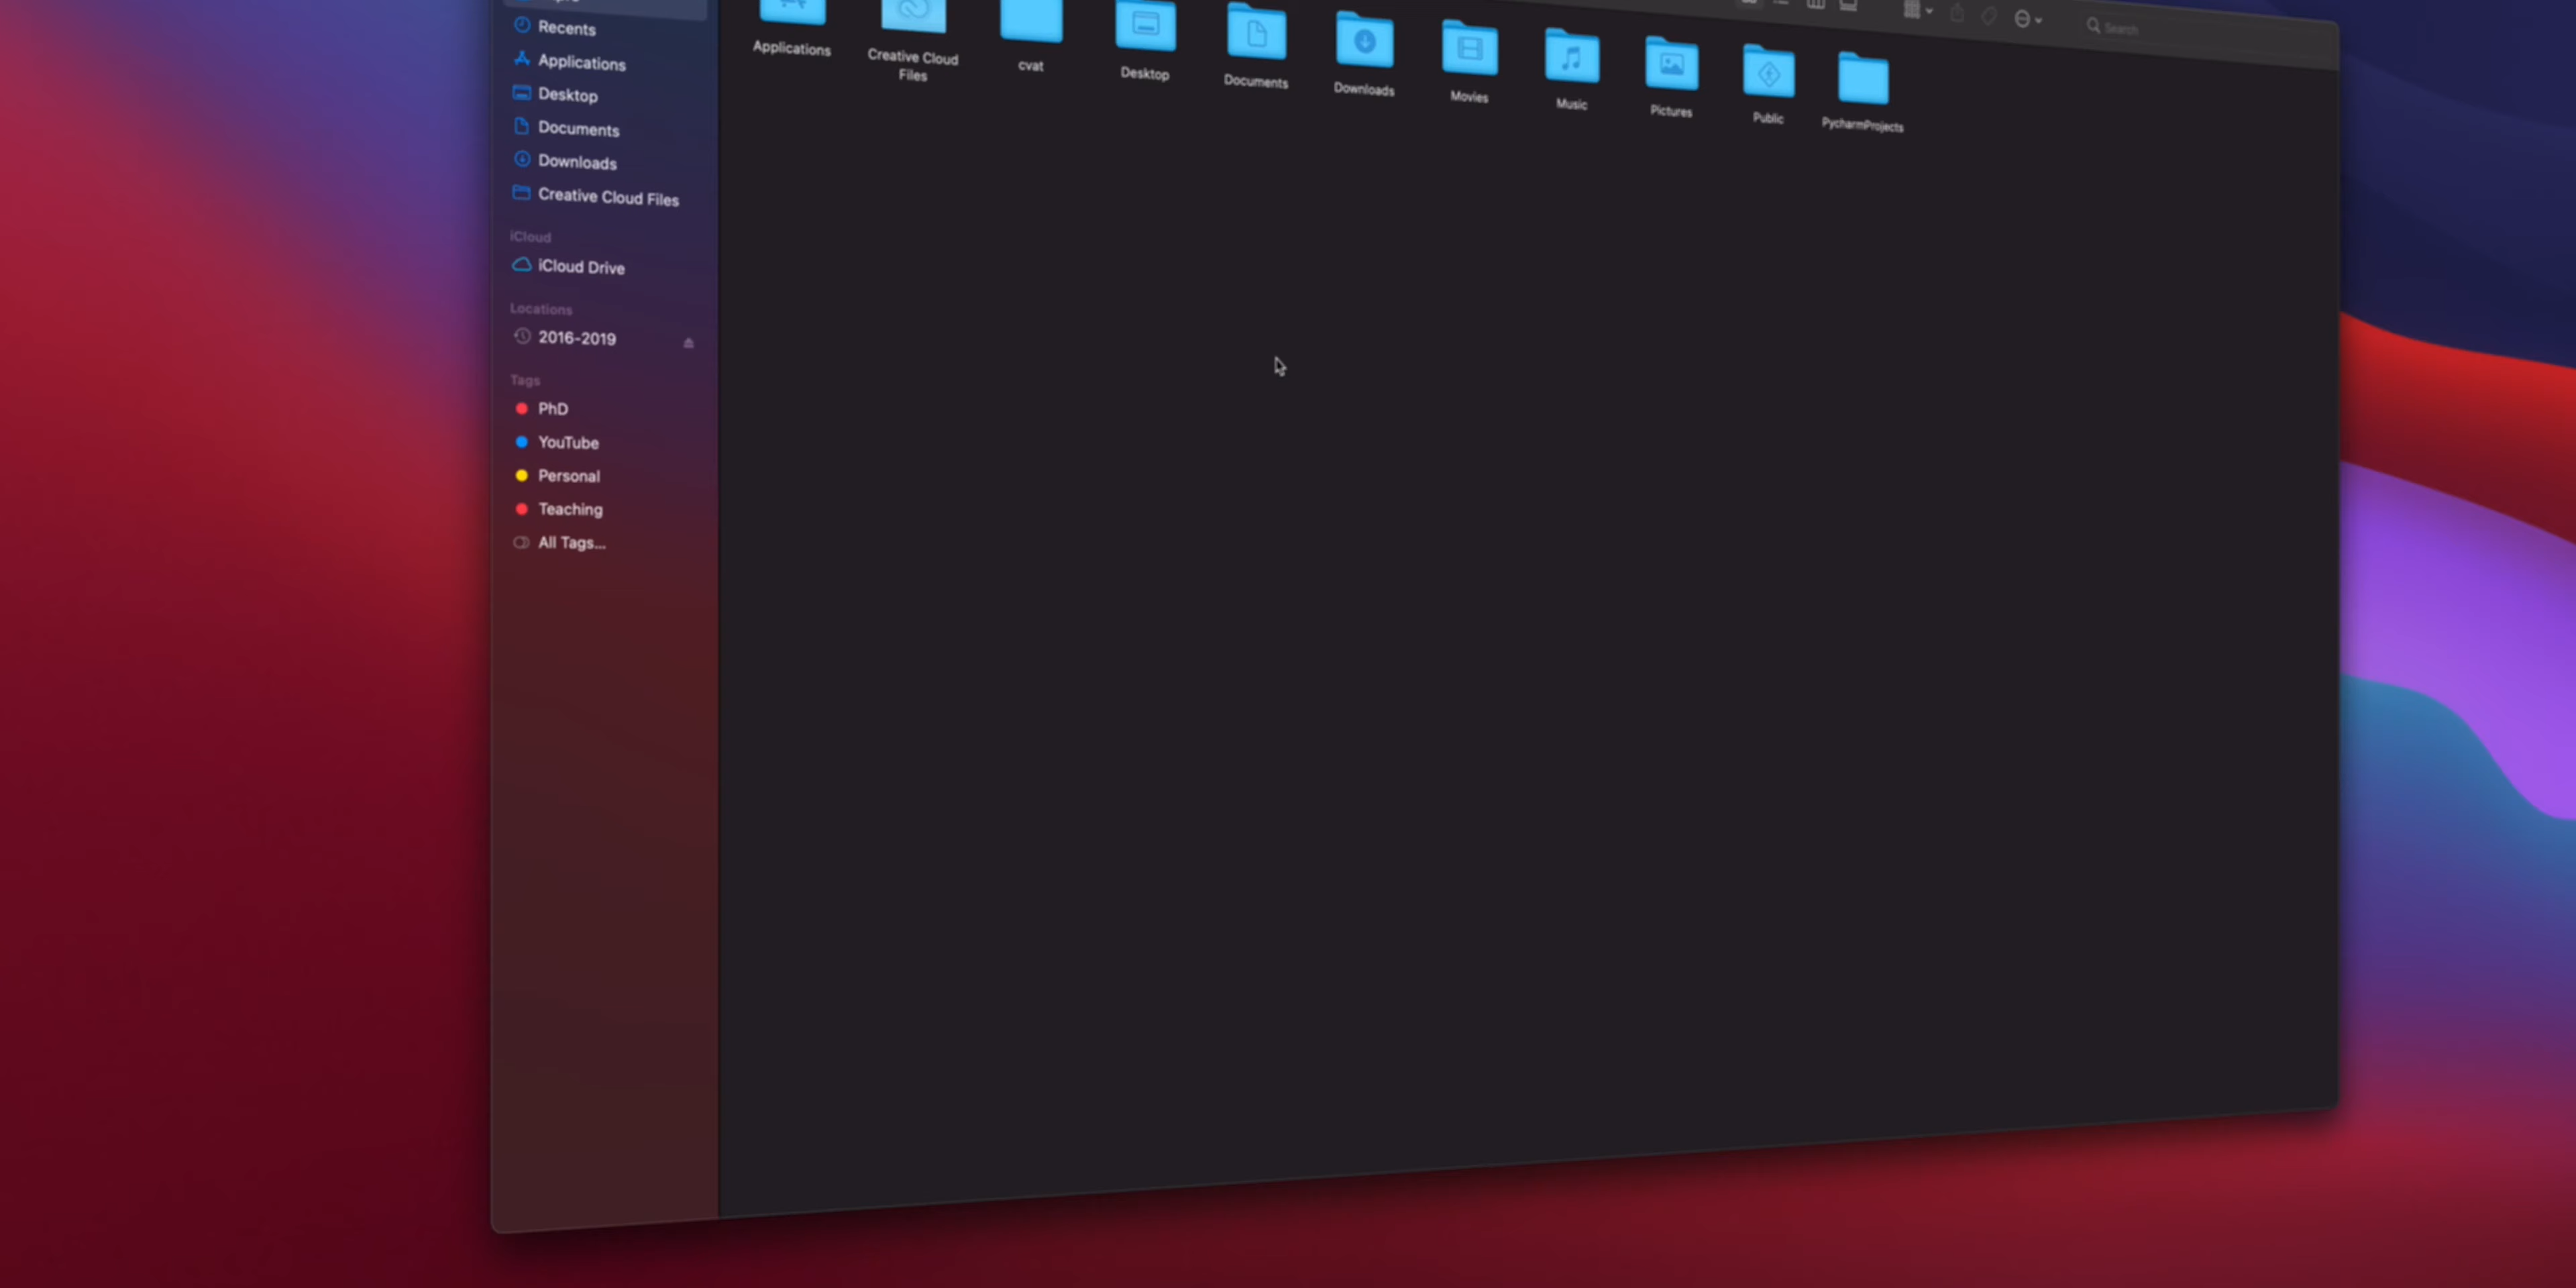 Recents
Applications
Desktop
Documents
Downloads
Creative Cloud Files
iCloud
iCloud Drive
Locations
2016-2019
Tags
PhD
YouTube
Personal
Teaching
All Tags...
Applications
Creative Cloud
Files
cvat
Desktop
Documents
Downloads
Movies
Music
Pictures
Public
PycharmProjects
Search